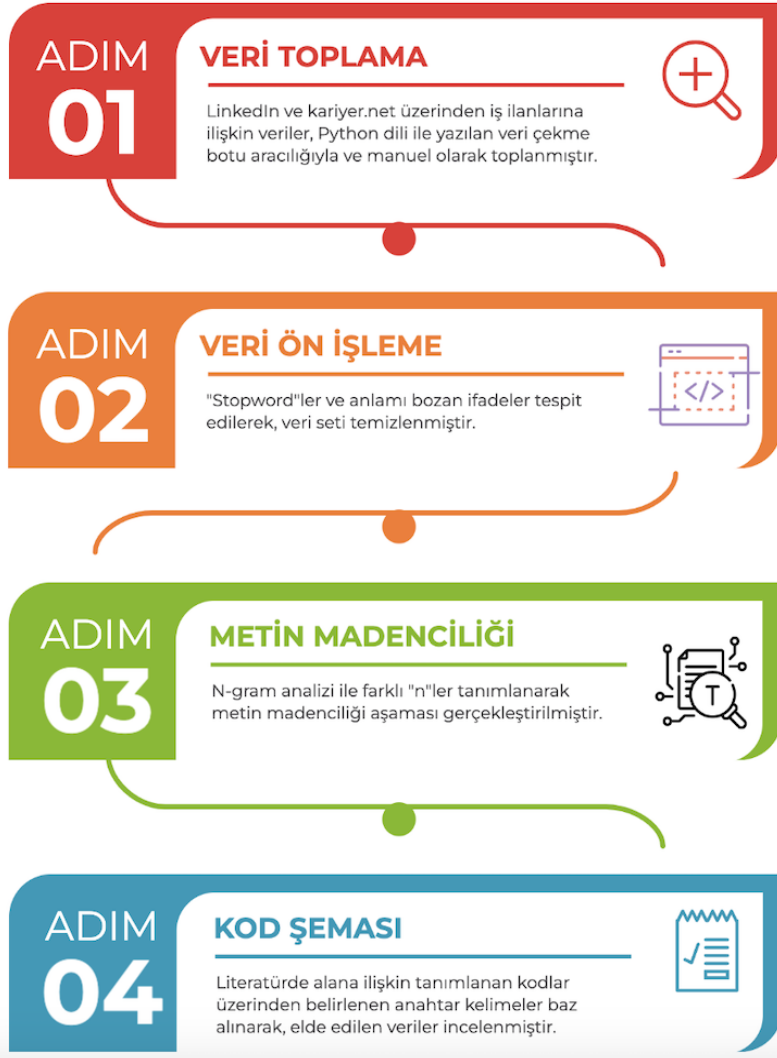 ADIM
01
VERİ TOPLAMA
LinkedIn ve kariyer.net üzerinden iş ilanlarına
ilişkin veriler, Python dili ile yazılan veri çekme
botu aracılığıyla ve manuel olarak toplanmıştır.
ADIM
02
VERİ ÖN İŞLEME
"Stopword"ler ve anlamı bozan ifadeler tespit
edilerek, veri seti temizlenmiştir.
</>
ADIM
03
METİN MADENCİLİĞİ
N-gram analizi ile farklı "n"ler tanımlanarak
metin madenciliği aşaması gerçekleştirilmiştir.
T
ADIM
04
KOD ŞEMASI
Literatürde alana ilişkin tanımlanan kodlar
üzerinden belirlenen anahtar kelimeler baz
alınarak, elde edilen veriler incelenmiştir.